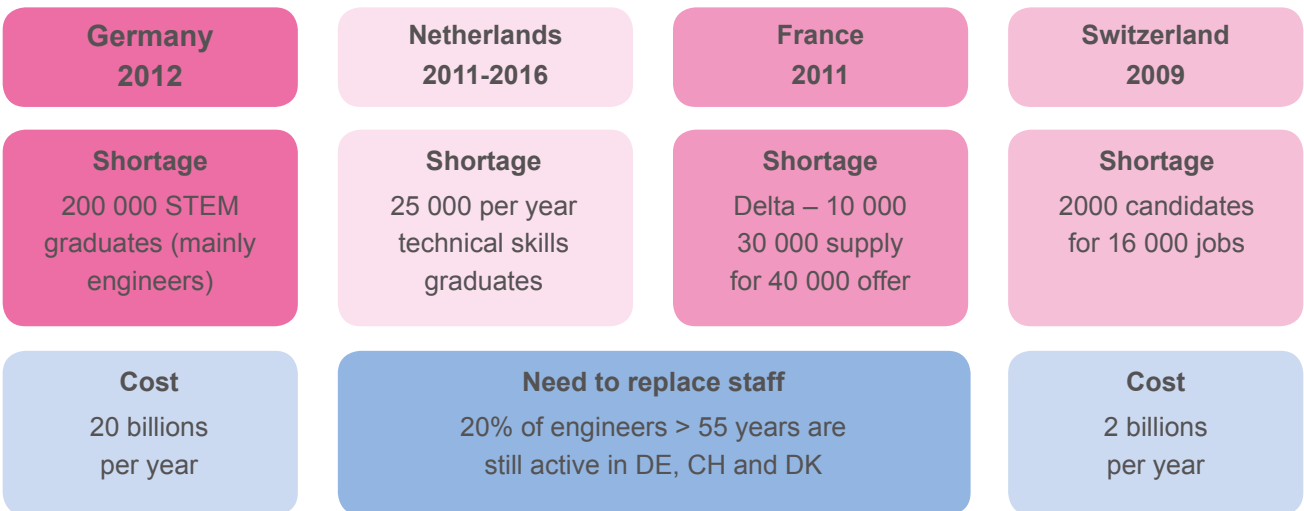 Germany
2012
Netherlands
2011-2016
France
2011
Switzerland
2009
Shortage
200 000 STEM
graduates (mainly
engineers)
Shortage
25 000 per year
technical skills
graduates
Shortage
Delta – 10 000
30 000 supply
for 40 000 offer
Shortage
2000 candidates
for 16 000 jobs
Cost
20 billions
per year
Need to replace staff
20% of engineers > 55 years are
still active in DE, CH and DK
Cost
2 billions
per year